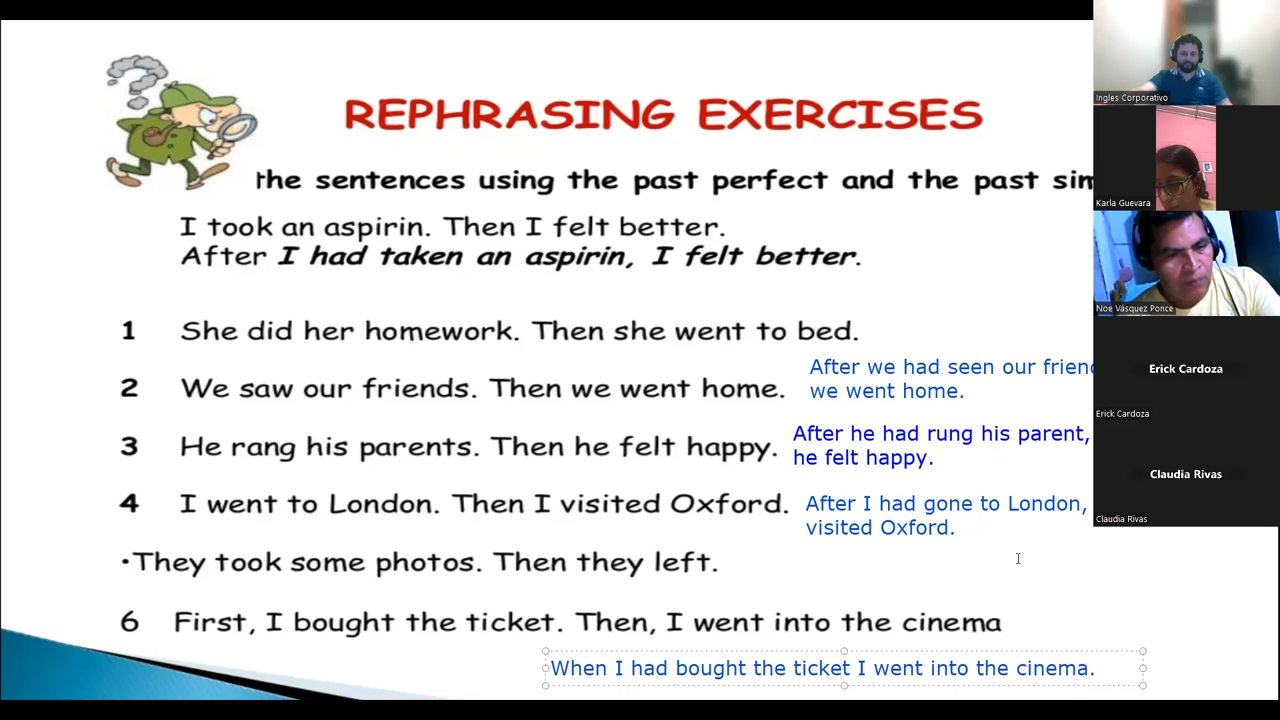 REPHRASING EXERCISES
the sentences using the past perfect and the past sim
I took an aspirin. Then I felt better.
After I had taken an aspirin, I felt better.
1 She did her homework. Then she went to bed.
2 We saw our friends. Then we went home.
After we had seen our friend
we went home.
3 He rang his parents. Then he felt happy.
After he had rung his parent,
he felt happy.
4 I went to London. Then I visited Oxford.
After I had gone to London,
visited Oxford.
•They took some photos. Then they left.
6 First, I bought the ticket. Then, I went into the cinema
When I had bought the ticket I went into the cinema.
Ingles Corporativo
Karla Guevara
Noe Vásquez Ponce
Erick Cardoza
Erick Cardoza
Claudia Rivas
Claudia Rivas